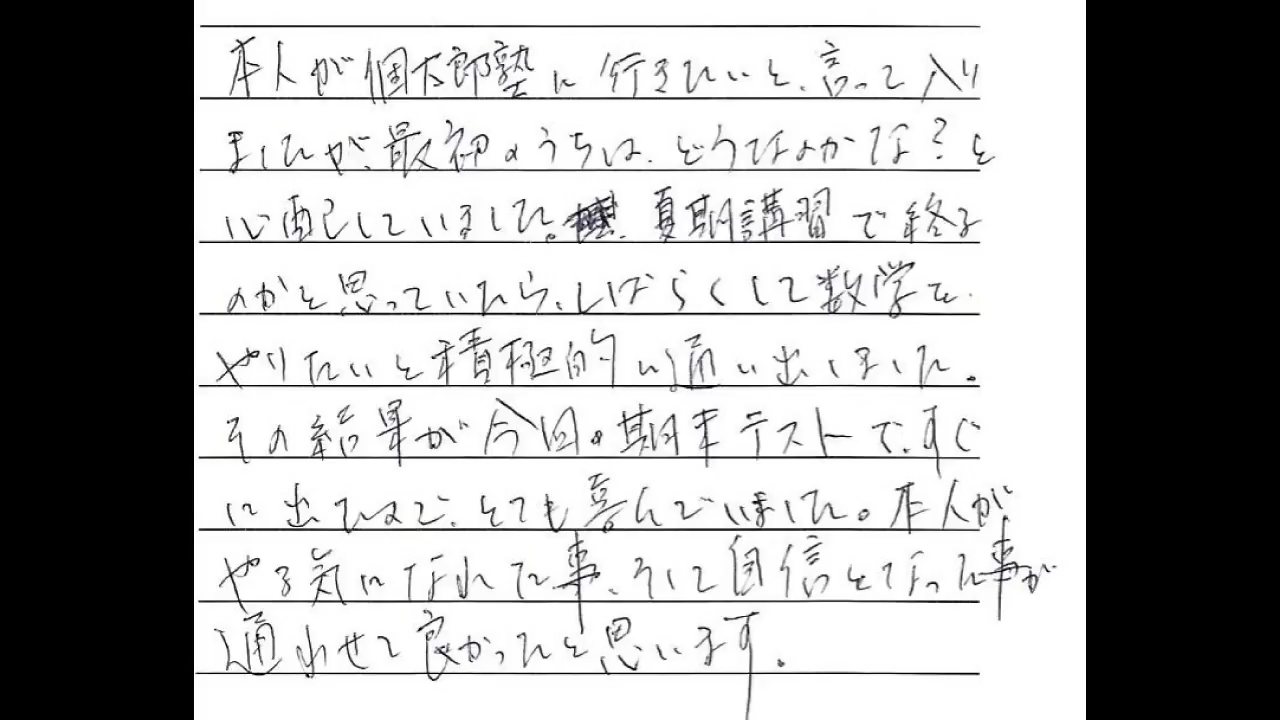 本人が個太郎塾に行きたいと、言って入り
ましたが、最初のうちは、どうなのかな？と
心配していました。夏期講習で終る
のかと思っていたら、しばらくして数学を
やりたいと積極的に通い出しました。
その結果が今回の期末テストで、すぐ
に出たので、とても喜んでいました。本人が
やる気になれた事、そして自信となった事が
通わせて良かったと思います。